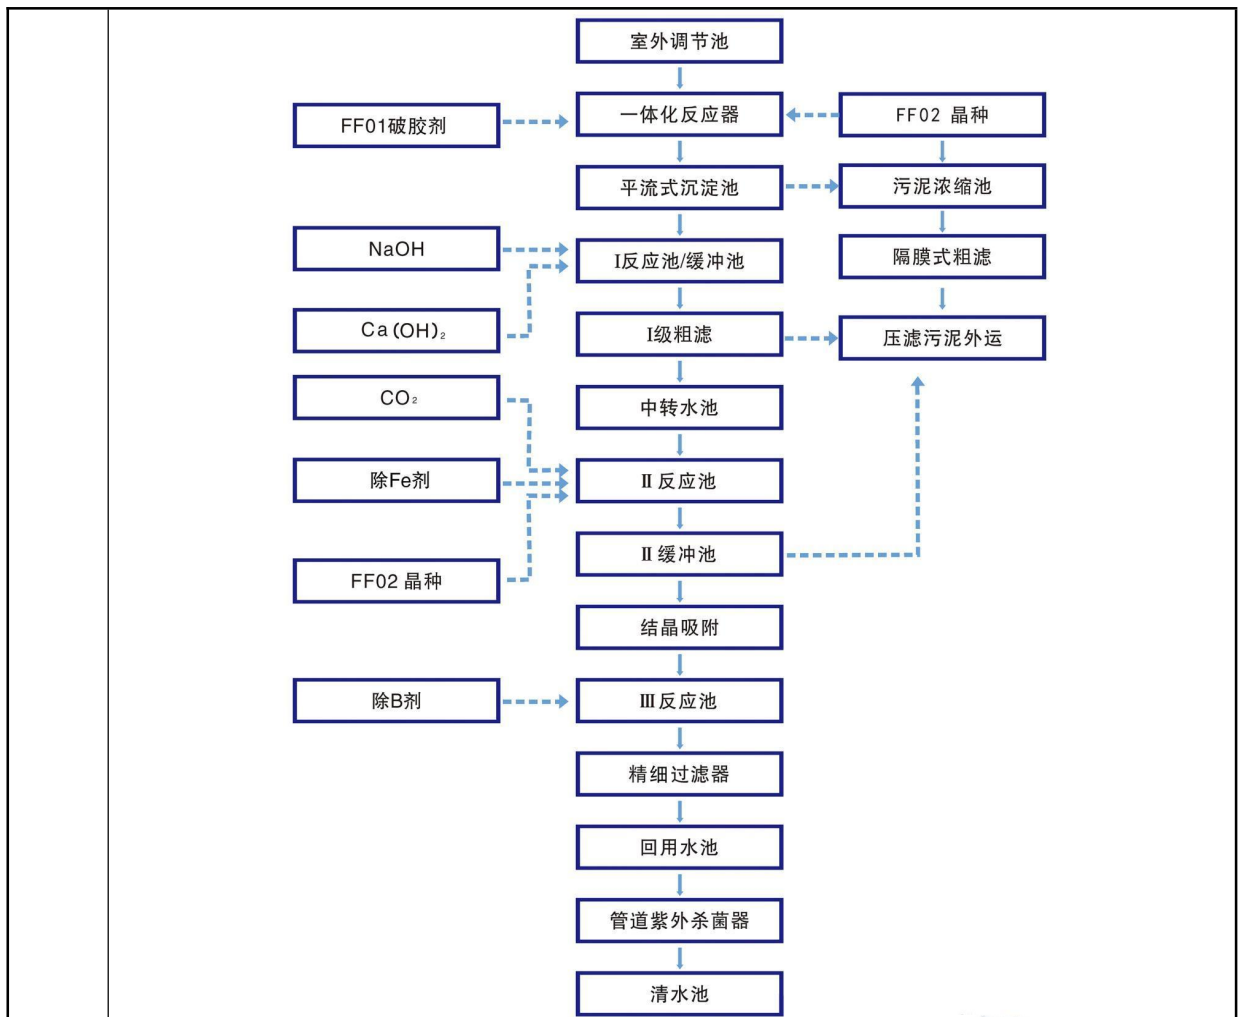 室外调节池
FF01破胶剂
一体化反应器
FF02 晶种
平流式沉淀池
污泥浓缩池
NaOH
I反应池/缓冲池
隔膜式粗滤
Ca(OH)₂
I级粗滤
压滤污泥外运
CO₂
中转水池
除Fe剂
II 反应池
II 缓冲池
FF02 晶种
结晶吸附
除B剂
III 反应池
精细过滤器
回用水池
管道紫外杀菌器
清水池